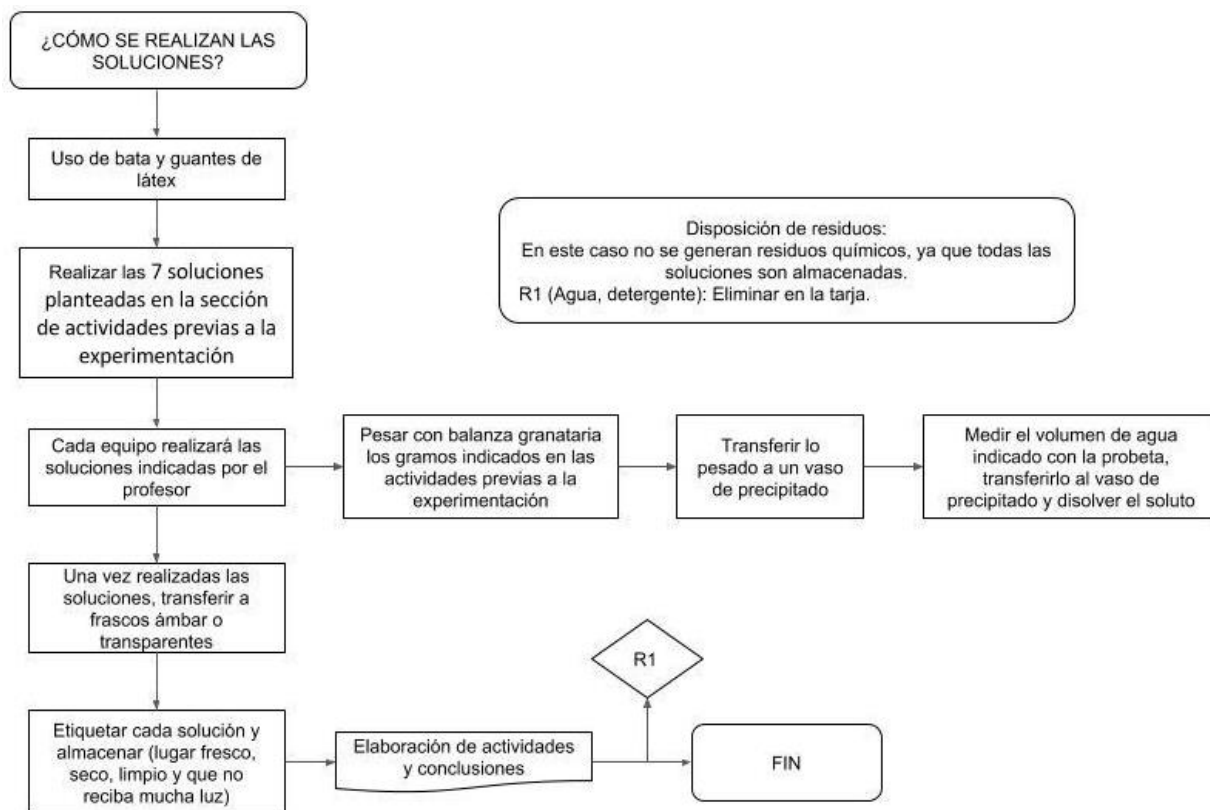 ¿CÓMO SE REALIZAN LAS
SOLUCIONES?
Uso de bata y guantes de
látex
Realizar las 7 soluciones
planteadas en la sección
de actividades previas a la
experimentación
Disposición de residuos:
En este caso no se generan residuos químicos, ya que todas las
soluciones son almacenadas.
R1 (Agua, detergente): Eliminar en la tarja.
Cada equipo realizará las
soluciones indicadas por el
profesor
Pesar con balanza granataria
los gramos indicados en las
actividades previas a la
experimentación
Transferir lo
pesado a un vaso
de precipitado
Medir el volumen de agua
indicado con la probeta,
transferirlo al vaso de
precipitado y disolver el soluto
Una vez realizadas las
soluciones, transferir a
frascos ámbar o
transparentes
Etiquetar cada solución y
almacenar (lugar fresco,
seco, limpio y que no
reciba mucha luz)
Elaboración de actividades
y conclusiones
R1
FIN